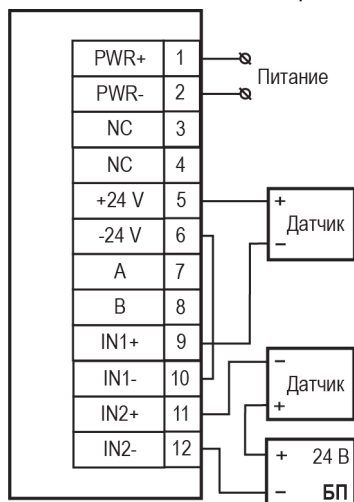 PWR+ 1
PWR- 2
Питание
NC 3
NC 4
+24 V 5
-24 V 6
A 7
B 8
IN1+ 9
IN1- 10
IN2+ 11
IN2- 12
+
Датчик
−
−
Датчик
+
+ 24 В
− БП